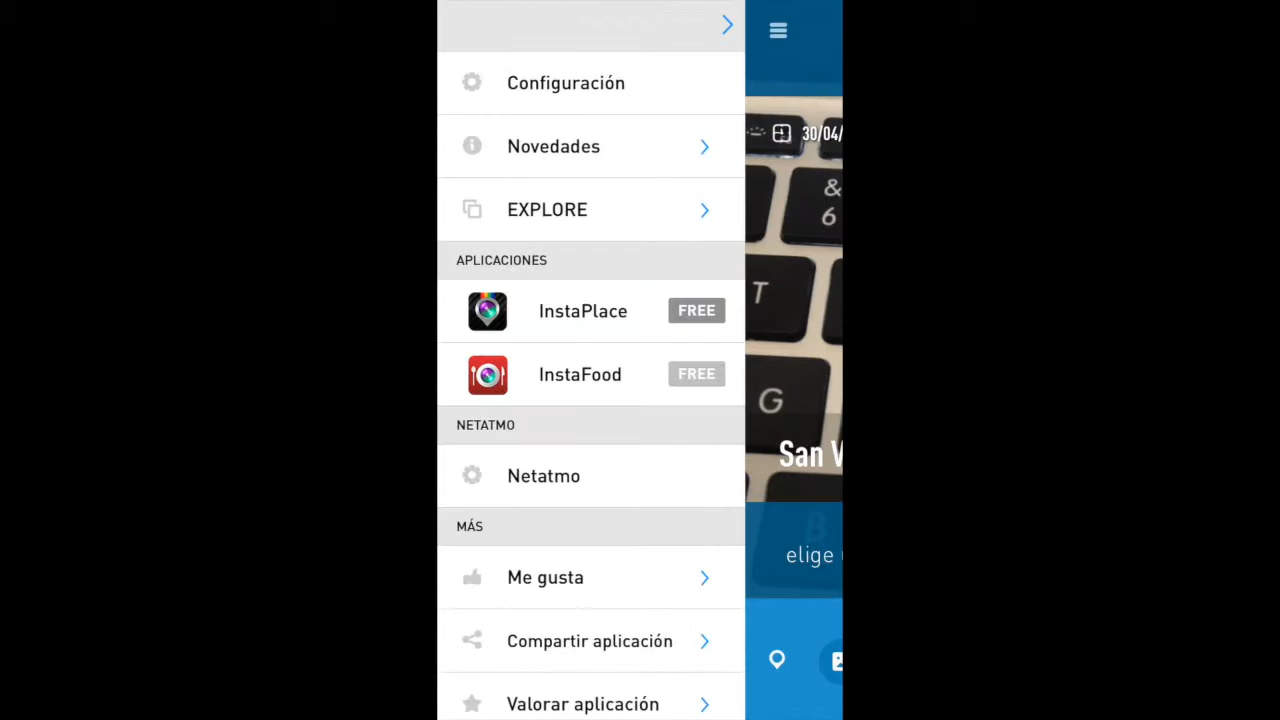 Configuración
Novedades
EXPLORE
APLICACIONES
InstaPlace FREE
InstaFood FREE
NETATMO
Netatmo
MÁS
Me gusta
Compartir aplicación
Valorar aplicación
30/04/
&
6
T
G
San
B
elige